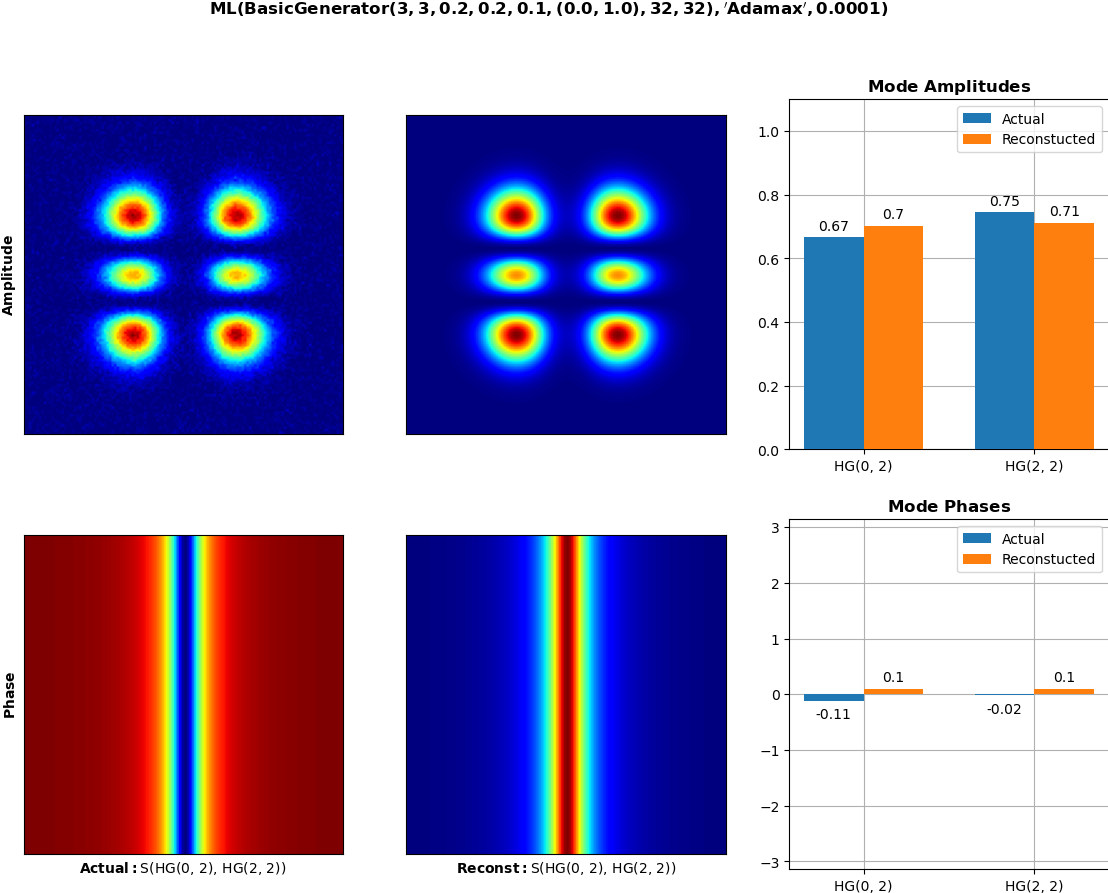 ML(BasicGenerator(3, 3, 0.2, 0.2, 0.1, (0.0, 1.0), 32, 32), ′Adamax′, 0.0001)
Amplitude
Mode Amplitudes
Actual
Reconstucted
1.0
0.8
0.6
0.4
0.2
0.0
0.67
0.7
0.75
0.71
HG(0, 2)
HG(2, 2)
Phase
Actual: S(HG(0, 2), HG(2, 2))
Reconst: S(HG(0, 2), HG(2, 2))
Mode Phases
Actual
Reconstucted
3
2
1
0
−1
−2
−3
-0.11
0.1
-0.02
0.1
HG(0, 2)
HG(2, 2)